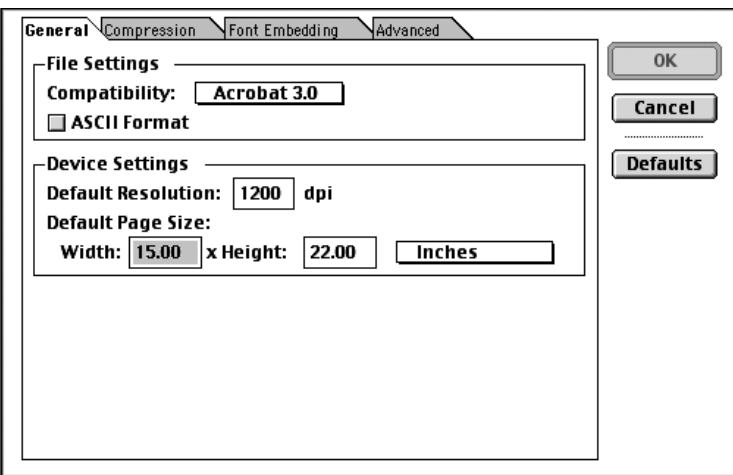 General Compression Font Embedding Advanced
File Settings
Compatibility: Acrobat 3.0
ASCII Format
Device Settings
Default Resolution: 1200 dpi
Default Page Size:
Width: 15.00 x Height: 22.00 Inches
OK
Cancel
Defaults